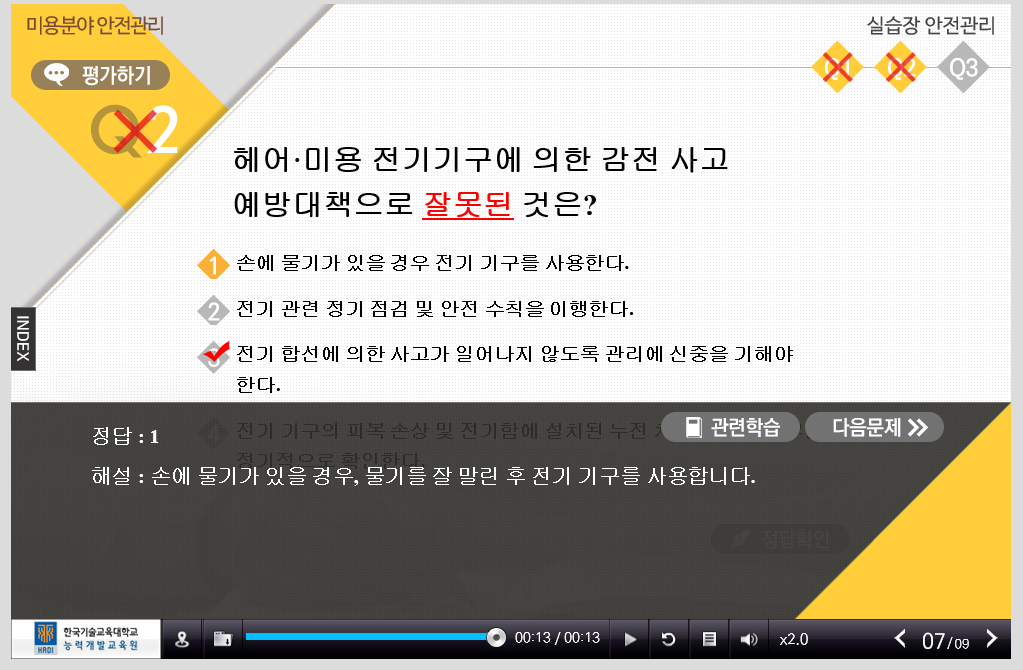 미용분야 안전관리
실습장 안전관리
평가하기
Q2
Q3
헤어·미용 전기기구에 의한 감전 사고
예방대책으로 잘못된 것은?
1 손에 물기가 있을 경우 전기 기구를 사용한다.
2 전기 관련 정기 점검 및 안전 수칙을 이행한다.
3 전기 합선에 의한 사고가 일어나지 않도록 관리에 신중을 기해야
한다.
INDEX
4 전기 기구의 피복 손상 및 전기함에 설치된 누전
정기적으로 확인한다.
관련학습
다음문제
정답 : 1
해설 : 손에 물기가 있을 경우, 물기를 잘 말린 후 전기 기구를 사용합니다.
정답확인
한국기술교육대학교
능력개발교육원
HRDI
00:13 / 00:13
x2.0
07/09